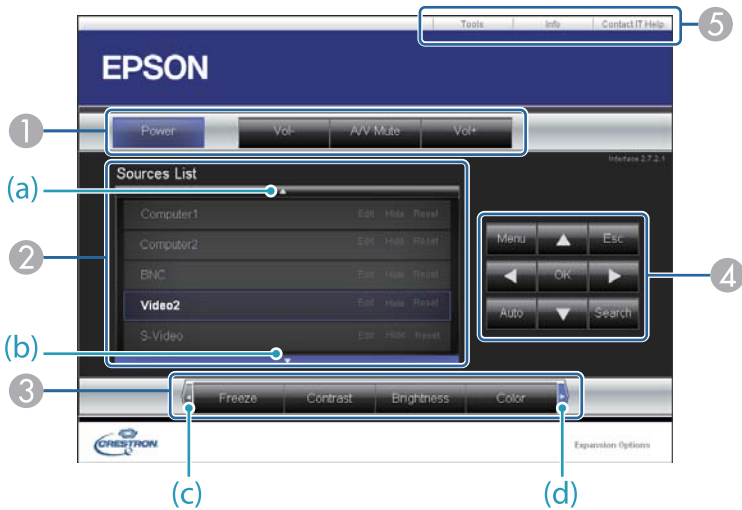 Tools Info Contact IT Help 5
EPSON
1 Power Vol- A/V Mute Vol+
Interface 2.7.2.1
Sources List
(a)
Computer1 Edit Hide Reset
Computer2 Edit Hide Reset
2 BNC Edit Hide Reset
Video2 Edit Hide Reset
S-Video Edit Hide Reset
(b)
Menu Esc
OK 4
Auto Search
3 Freeze Contrast Brightness Color
CRESTRON Expansion Options
(c) (d)